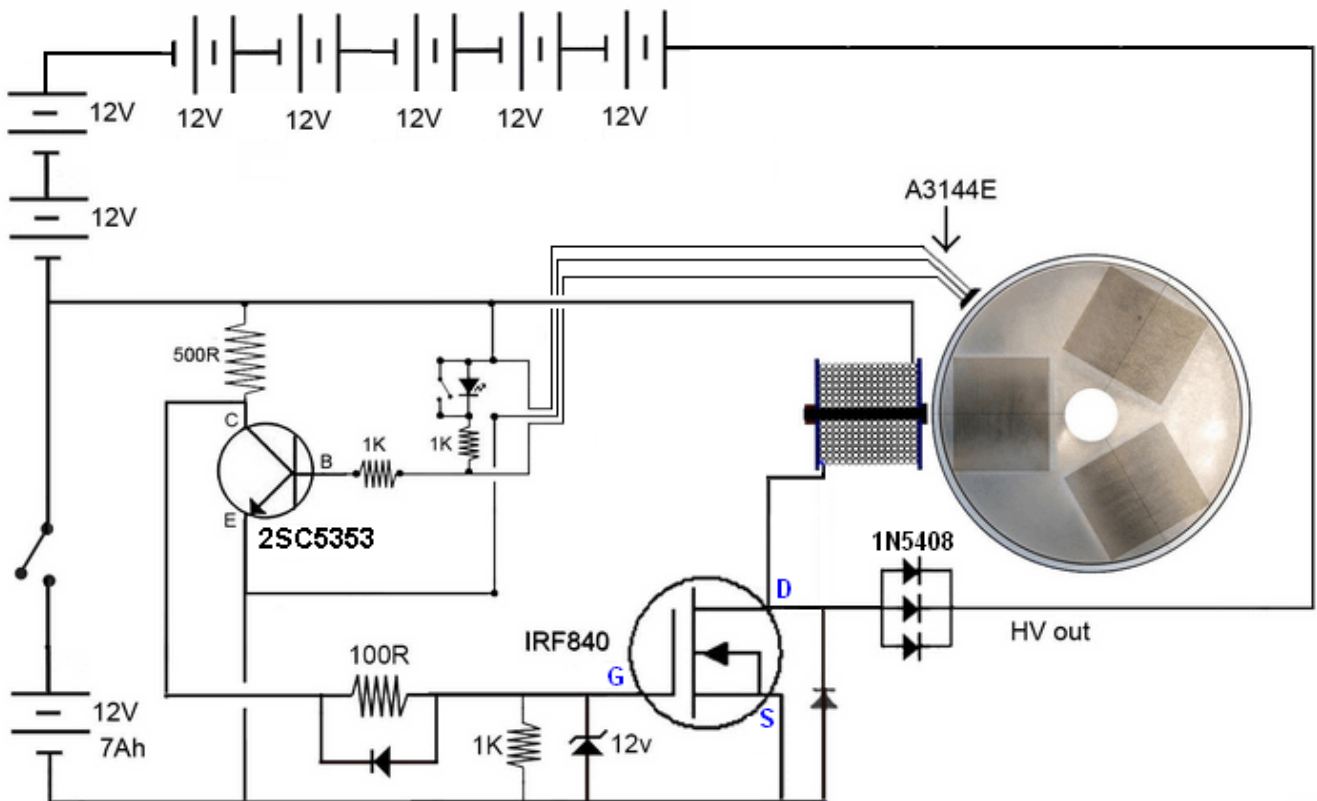 12V
12V
12V
12V
12V
12V
12V
A3144E
500R
C
1K
1K
B
E
2SC5353
1N5408
D
IRF840
HV out
100R
G
S
12V
7Ah
1K
12v